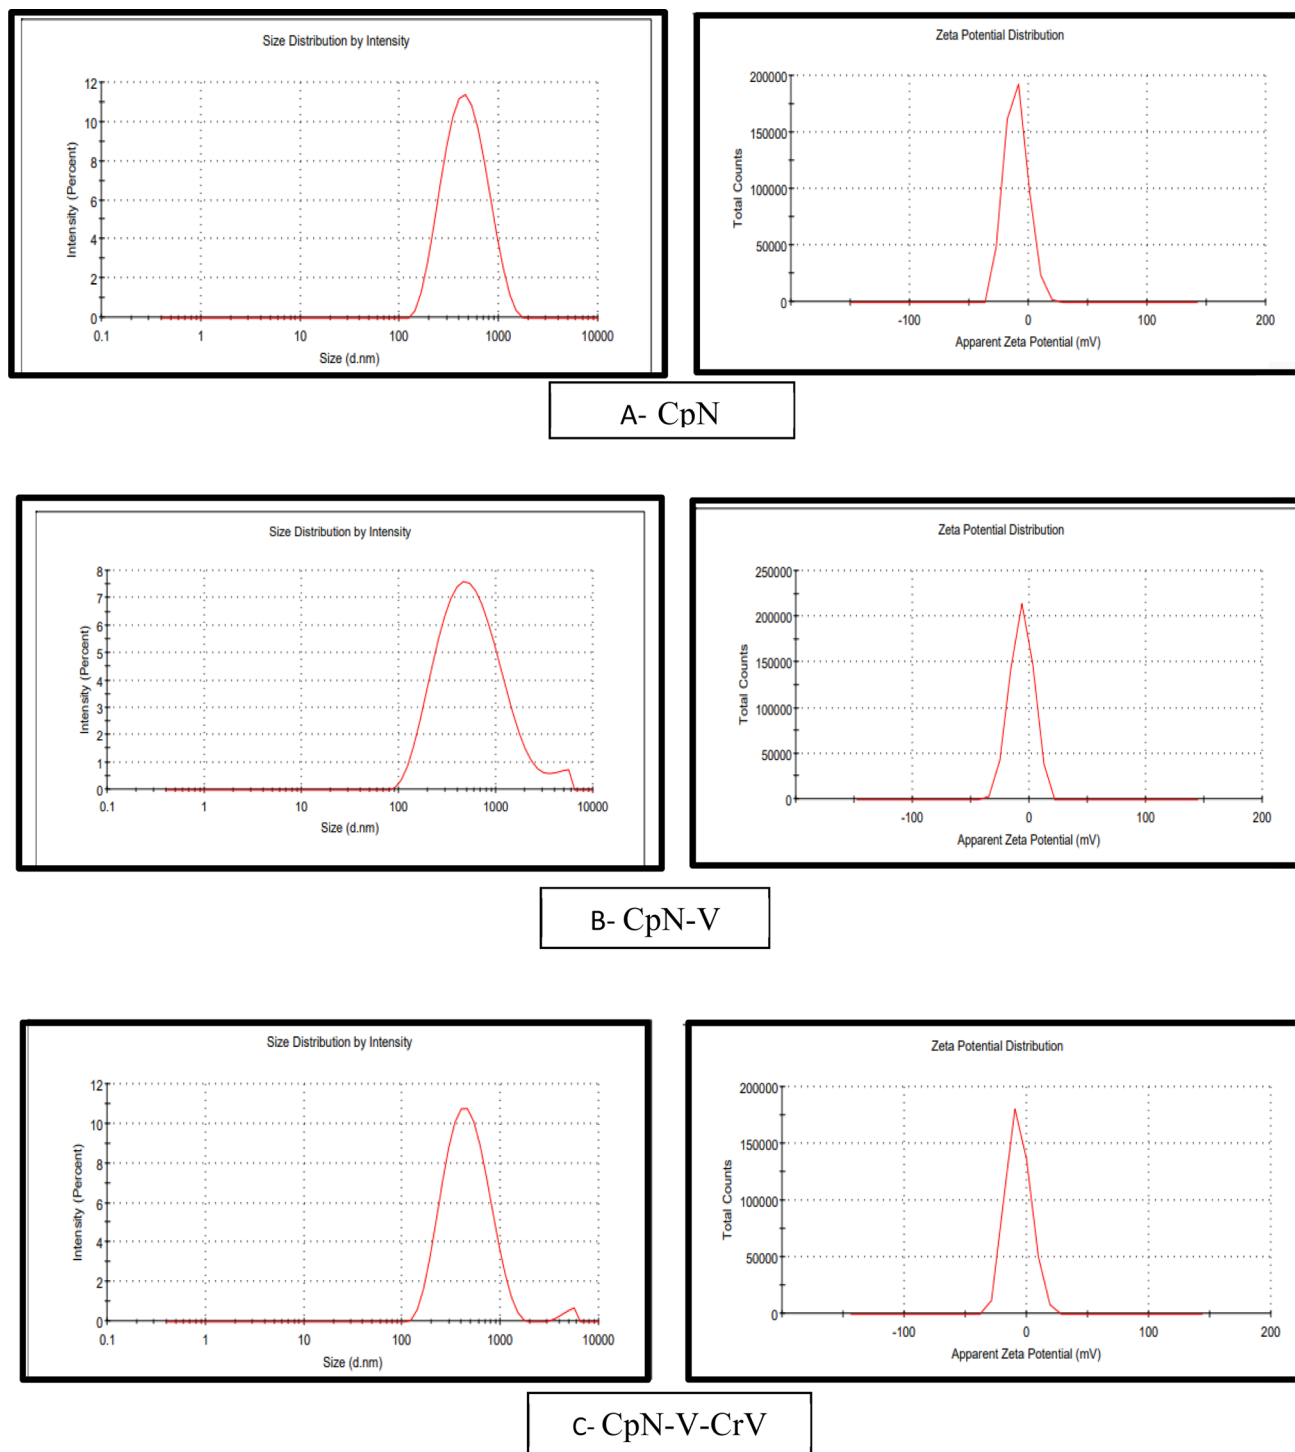 Size Distribution by Intensity
12
10
8
6
4
2
0
Intensity (Percent)
0.1 1 10 100 1000 10000
Size (d.nm)
Zeta Potential Distribution
200000
150000
100000
50000
0
Total Counts
-100 0 100 200
Apparent Zeta Potential (mV)
A- CpN
Size Distribution by Intensity
8
7
6
5
4
3
2
1
0
Intensity (Percent)
0.1 1 10 100 1000 10000
Size (d.nm)
Zeta Potential Distribution
250000
200000
150000
100000
50000
0
Total Counts
-100 0 100 200
Apparent Zeta Potential (mV)
B- CpN-V
Size Distribution by Intensity
12
10
8
6
4
2
0
Intensity (Percent)
0.1 1 10 100 1000 10000
Size (d.nm)
Zeta Potential Distribution
200000
150000
100000
50000
0
Total Counts
-100 0 100 200
Apparent Zeta Potential (mV)
C- CpN-V-CrV